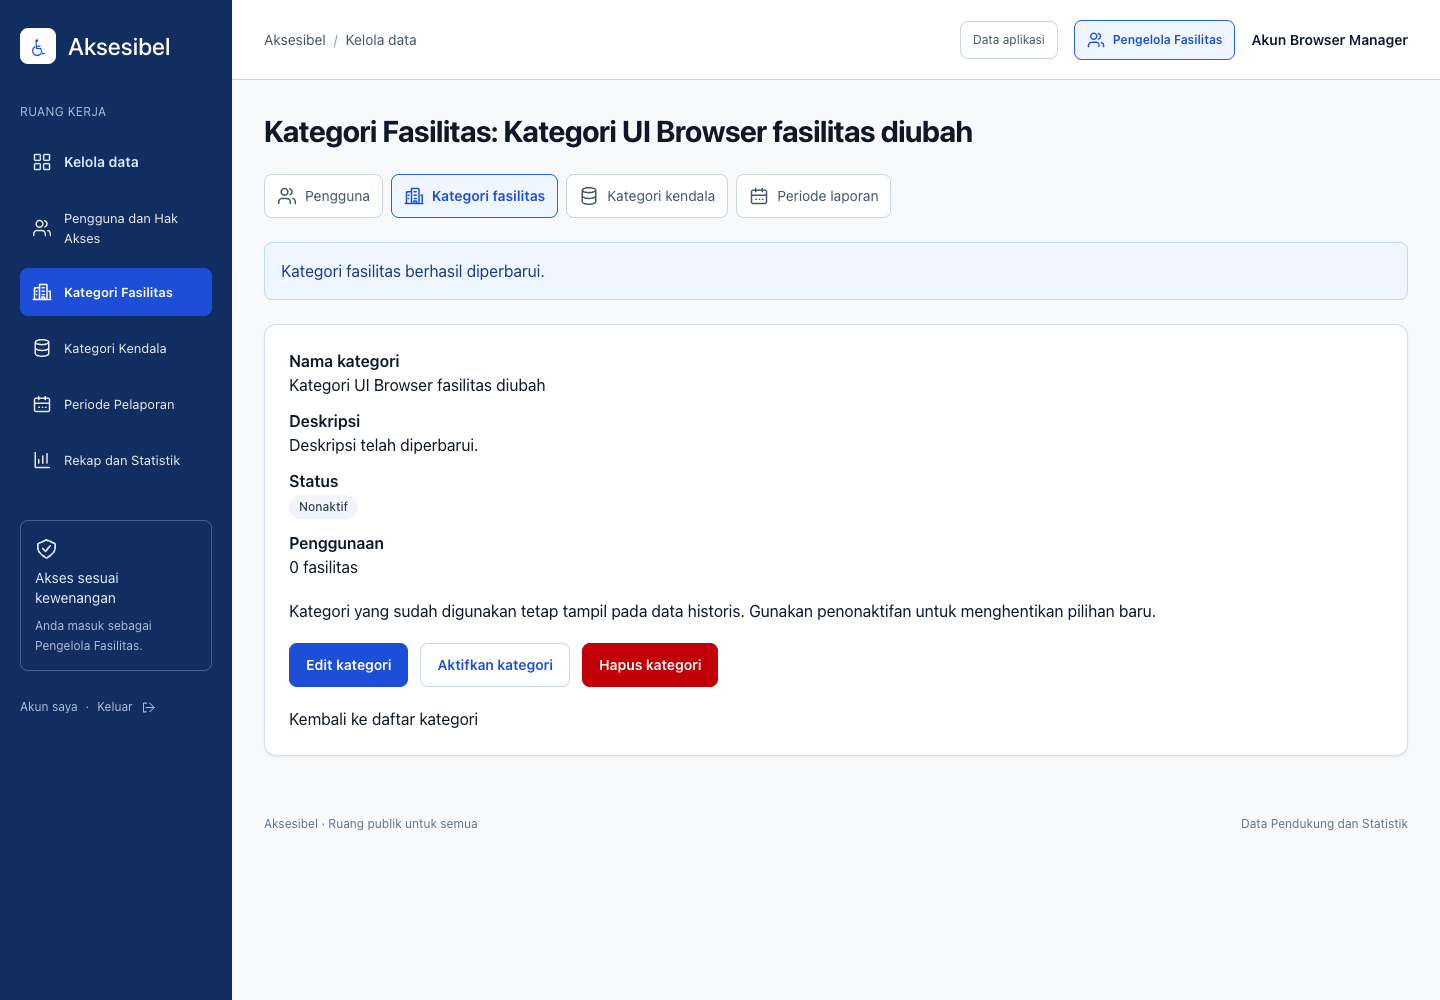 Aksesibel
RUANG KERJA
Kelola data
Pengguna dan Hak
Akses
Kategori Fasilitas
Kategori Kendala
Periode Pelaporan
Rekap dan Statistik
Akses sesuai
kewenangan
Anda masuk sebagai
Pengelola Fasilitas.
Akun saya · Keluar
Aksesibel / Kelola data
Data aplikasi
Pengelola Fasilitas
Akun Browser Manager
Kategori Fasilitas: Kategori UI Browser fasilitas diubah
Pengguna
Kategori fasilitas
Kategori kendala
Periode laporan
Kategori fasilitas berhasil diperbarui.
Nama kategori
Kategori UI Browser fasilitas diubah
Deskripsi
Deskripsi telah diperbarui.
Status
Nonaktif
Penggunaan
0 fasilitas
Kategori yang sudah digunakan tetap tampil pada data historis. Gunakan penonaktifan untuk menghentikan pilihan baru.
Edit kategori
Aktifkan kategori
Hapus kategori
Kembali ke daftar kategori
Aksesibel · Ruang publik untuk semua
Data Pendukung dan Statistik